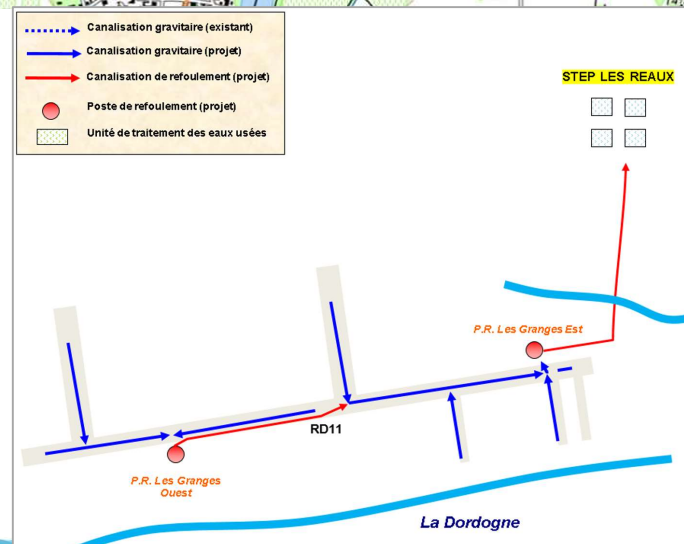 Canalisation gravitaire (existant)
Canalisation gravitaire (projet)
Canalisation de refoulement (projet)
Poste de refoulement (projet)
Unité de traitement des eaux usées
STEP LES REAUX
P.R. Les Granges Est
RD11
P.R. Les Granges
Ouest
La Dordogne